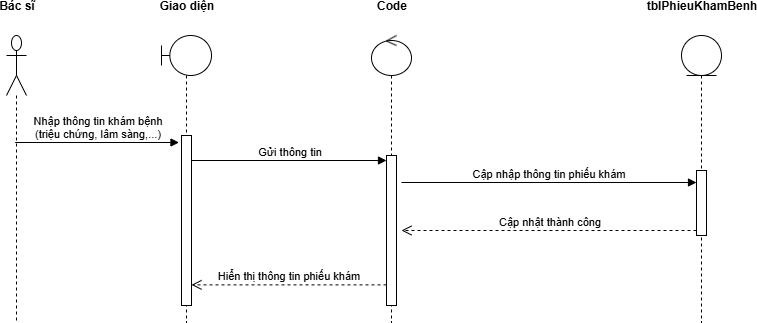 Bác sĩ
Giao diện
Code
tblPhieuKhamBenh
Nhập thông tin khám bệnh
(triệu chứng, lâm sàng,...)
Gửi thông tin
Cập nhập thông tin phiếu khám
Cập nhật thành công
Hiển thị thông tin phiếu khám